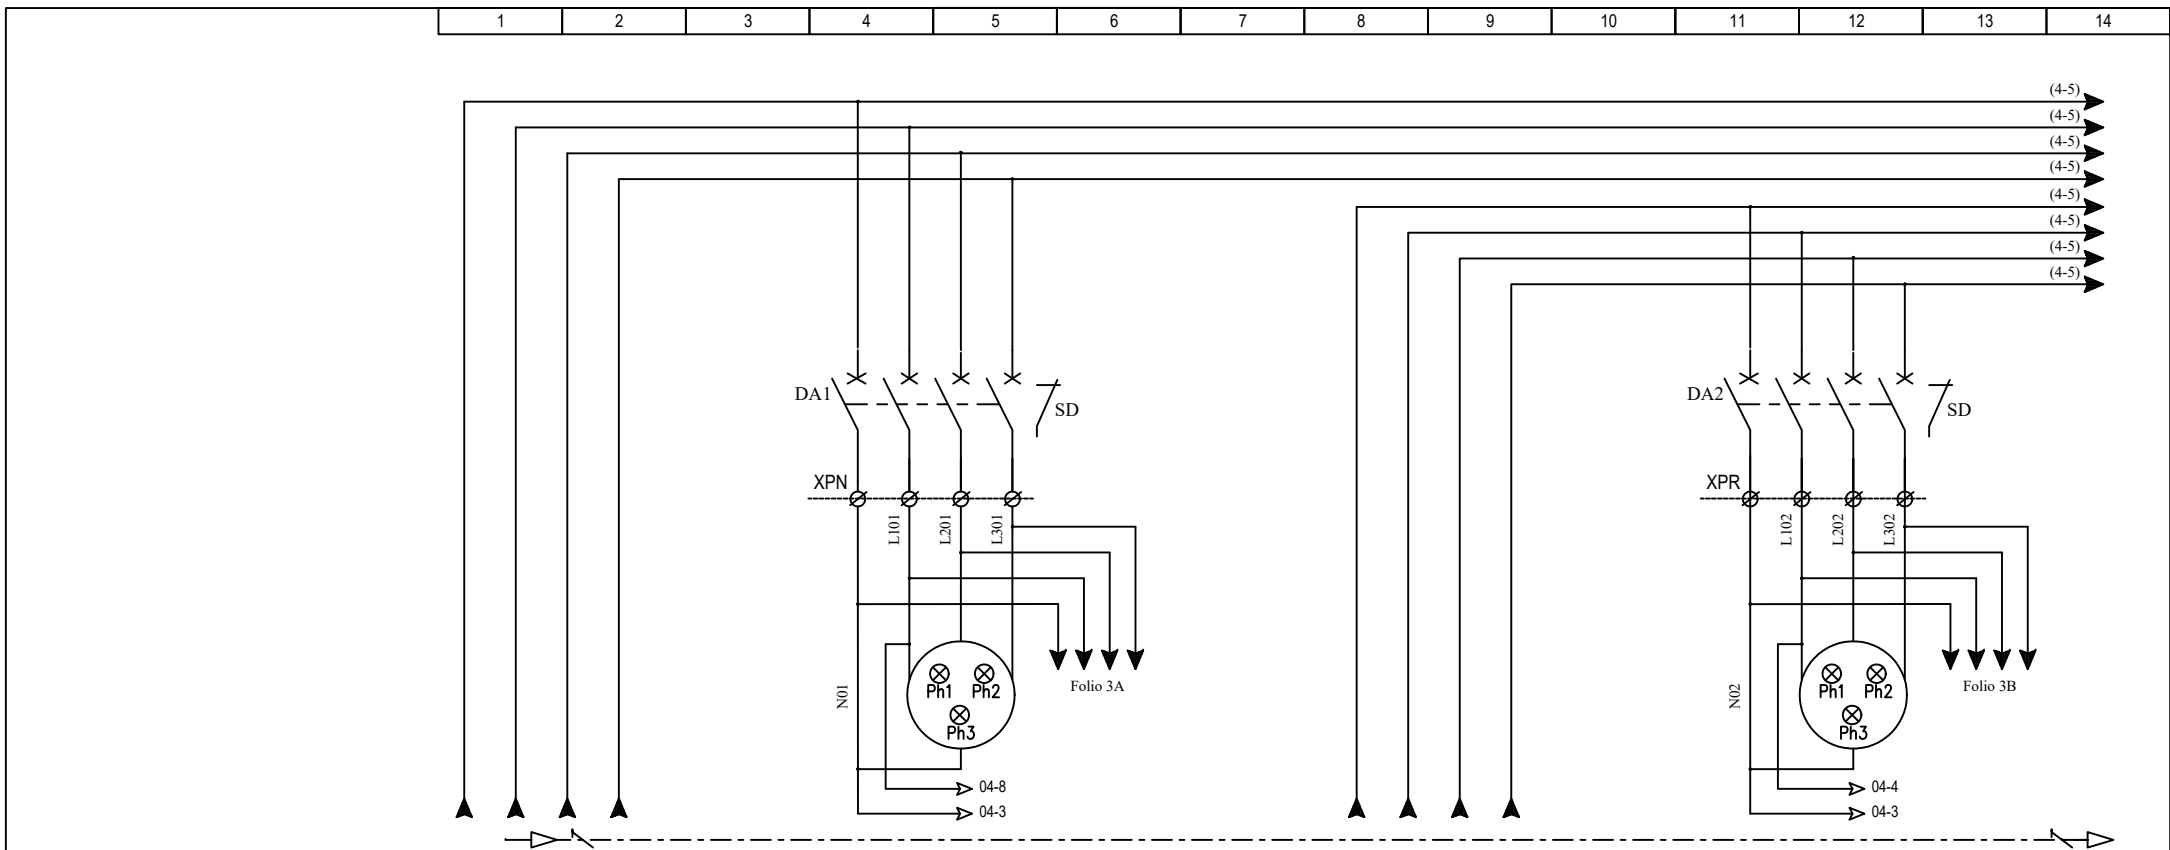 1 2 3 4 5 6 7 8 9 10 11 12 13 14
(4-5)
(4-5)
(4-5)
(4-5)
(4-5)
(4-5)
(4-5)
(4-5)
DA1 SD DA2 SD
XPN XPR
L101 L201 L301 L102 L202 L302
N01 Ph1 Ph2 Folio 3A N02 Ph1 Ph2 Folio 3B
Ph3 Ph3
04-8 04-4
04-3 04-3